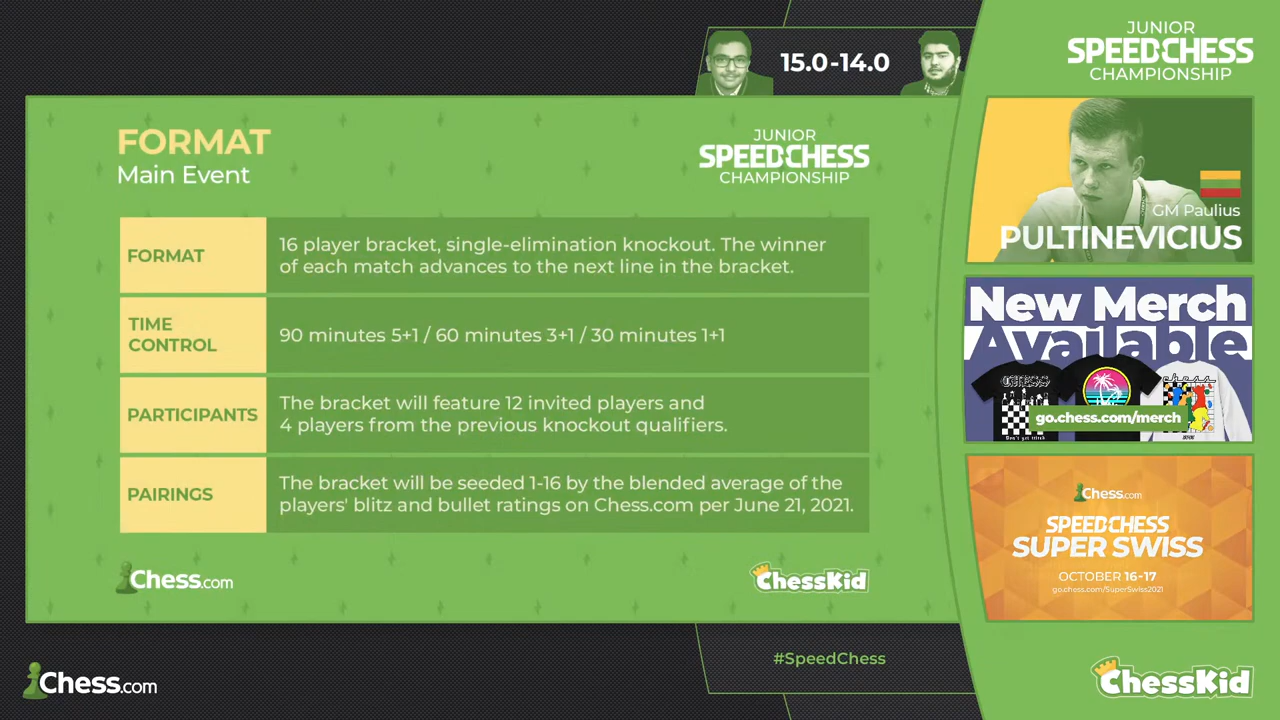 15.0-14.0
JUNIOR
SPEEDCHESS
CHAMPIONSHIP
FORMAT
Main Event
JUNIOR
SPEEDCHESS
CHAMPIONSHIP
FORMAT
16 player bracket, single-elimination knockout. The winner
of each match advances to the next line in the bracket.
TIME
CONTROL
90 minutes 5+1 / 60 minutes 3+1 / 30 minutes 1+1
PARTICIPANTS
The bracket will feature 12 invited players and
4 players from the previous knockout qualifiers.
PAIRINGS
The bracket will be seeded 1-16 by the blended average of the
players' blitz and bullet ratings on Chess.com per June 21, 2021.
Chess.com
ChessKid
GM Paulius
PULTINEVICIUS
New Merch
Available
chess
go.chess.com/merch
Chess.com
SPEEDCHESS
SUPER SWISS
OCTOBER 16-17
go.chess.com/SuperSwiss2021
#SpeedChess
Chess.com
ChessKid